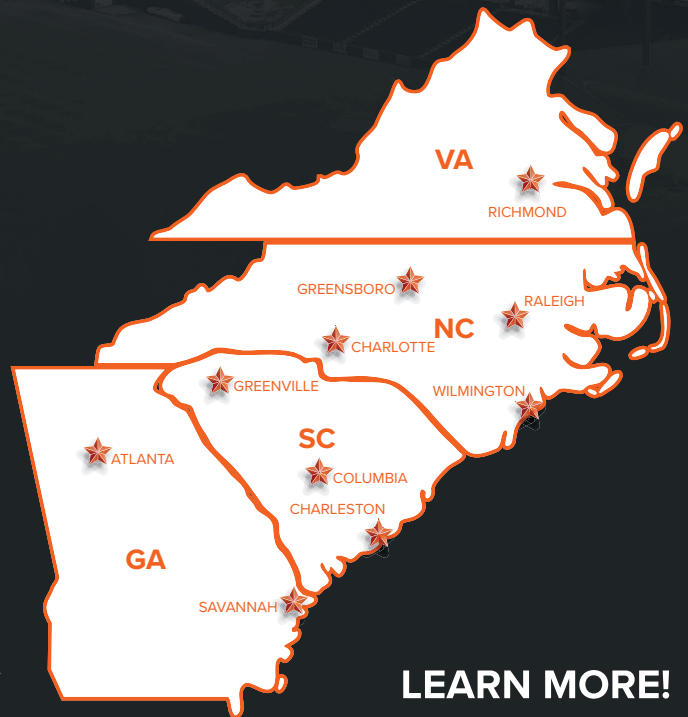 VA
RICHMOND
GREENSBORO
RALEIGH
NC
CHARLOTTE
GREENVILLE
WILMINGTON
SC
ATLANTA
COLUMBIA
CHARLESTON
GA
SAVANNAH
LEARN MORE!